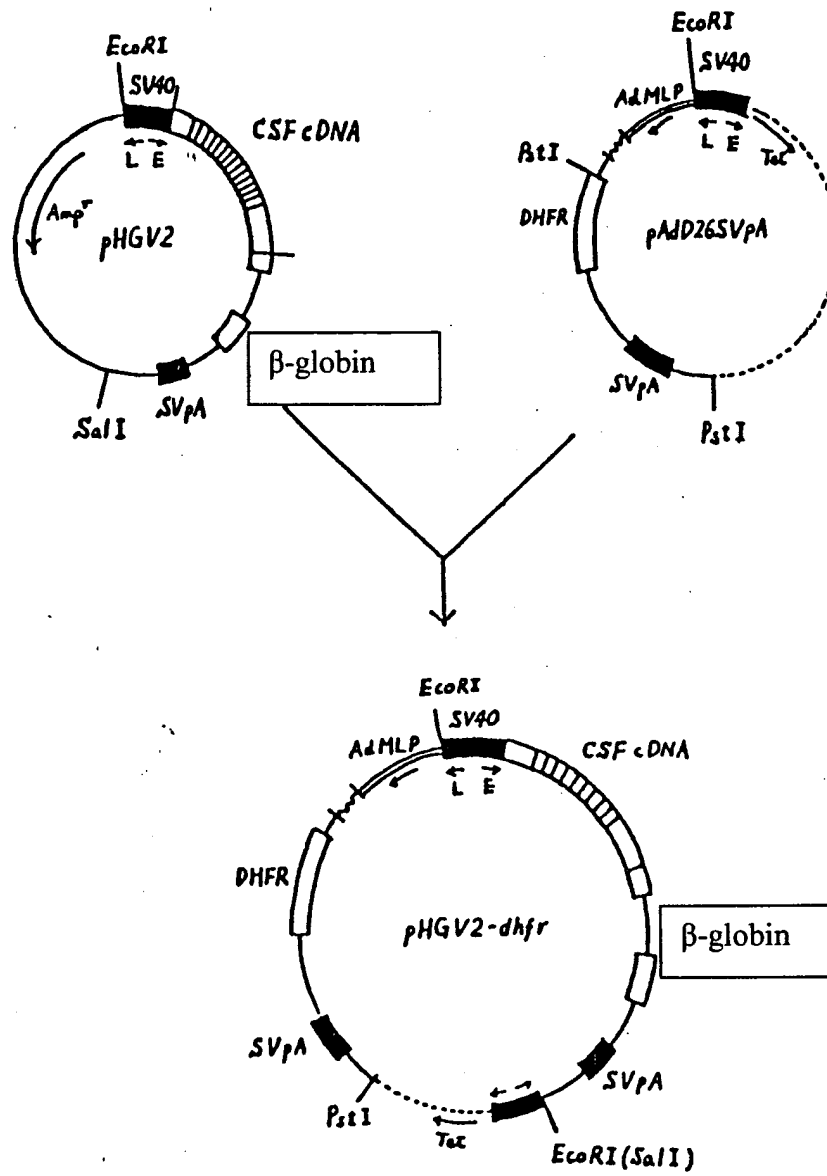 EcoRI
SV40
CSF cDNA
L E
Ampʳ
pHGV2
SalI
SVpA
β-globin
EcoRI
SV40
AdMLP
L E
Tet
PstI
DHFR
pAdD26SVpA
SVpA
PstI
EcoRI
SV40
AdMLP
CSF cDNA
L E
DHFR
pHGV2-dhfr
β-globin
SVpA
SVpA
PstI
Tet
EcoRI(SalI)